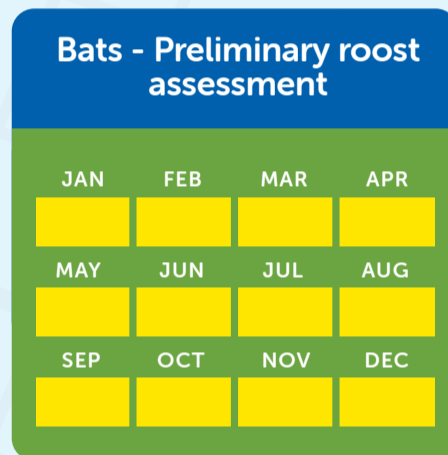 Bats - Preliminary roost
assessment
JAN FEB MAR APR
MAY JUN JUL AUG
SEP OCT NOV DEC